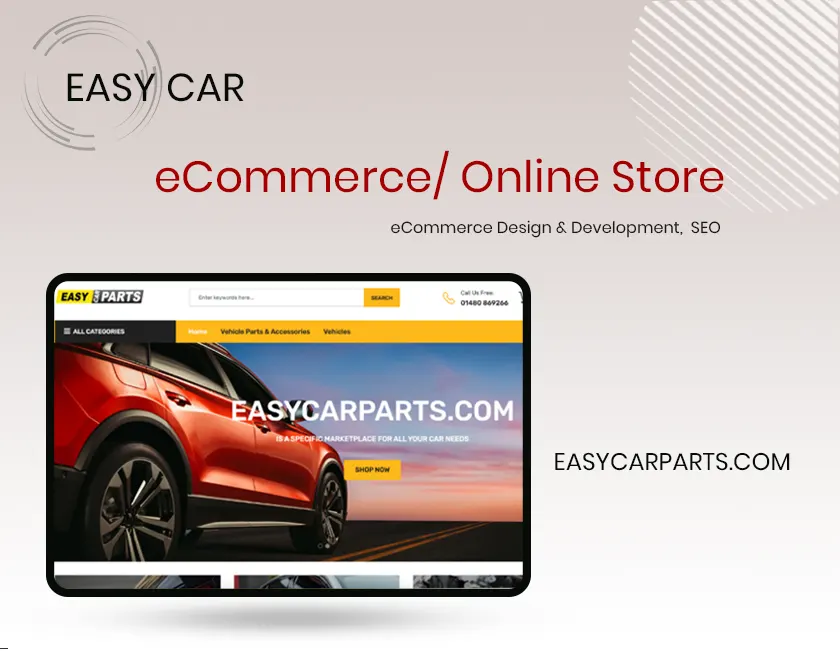 EASY CAR
eCommerce/ Online Store
eCommerce Design & Development, SEO
EASY CAR PARTS
Enter keywords here...
SEARCH
Call Us Free:
01480 869266
ALL CATEGORIES
Home
Vehicle Parts & Accessories
Vehicles
EASYCARPARTS.COM
IS A SPECIFIC MARKETPLACE FOR ALL YOUR CAR NEEDS
SHOP NOW
EASYCARPARTS.COM